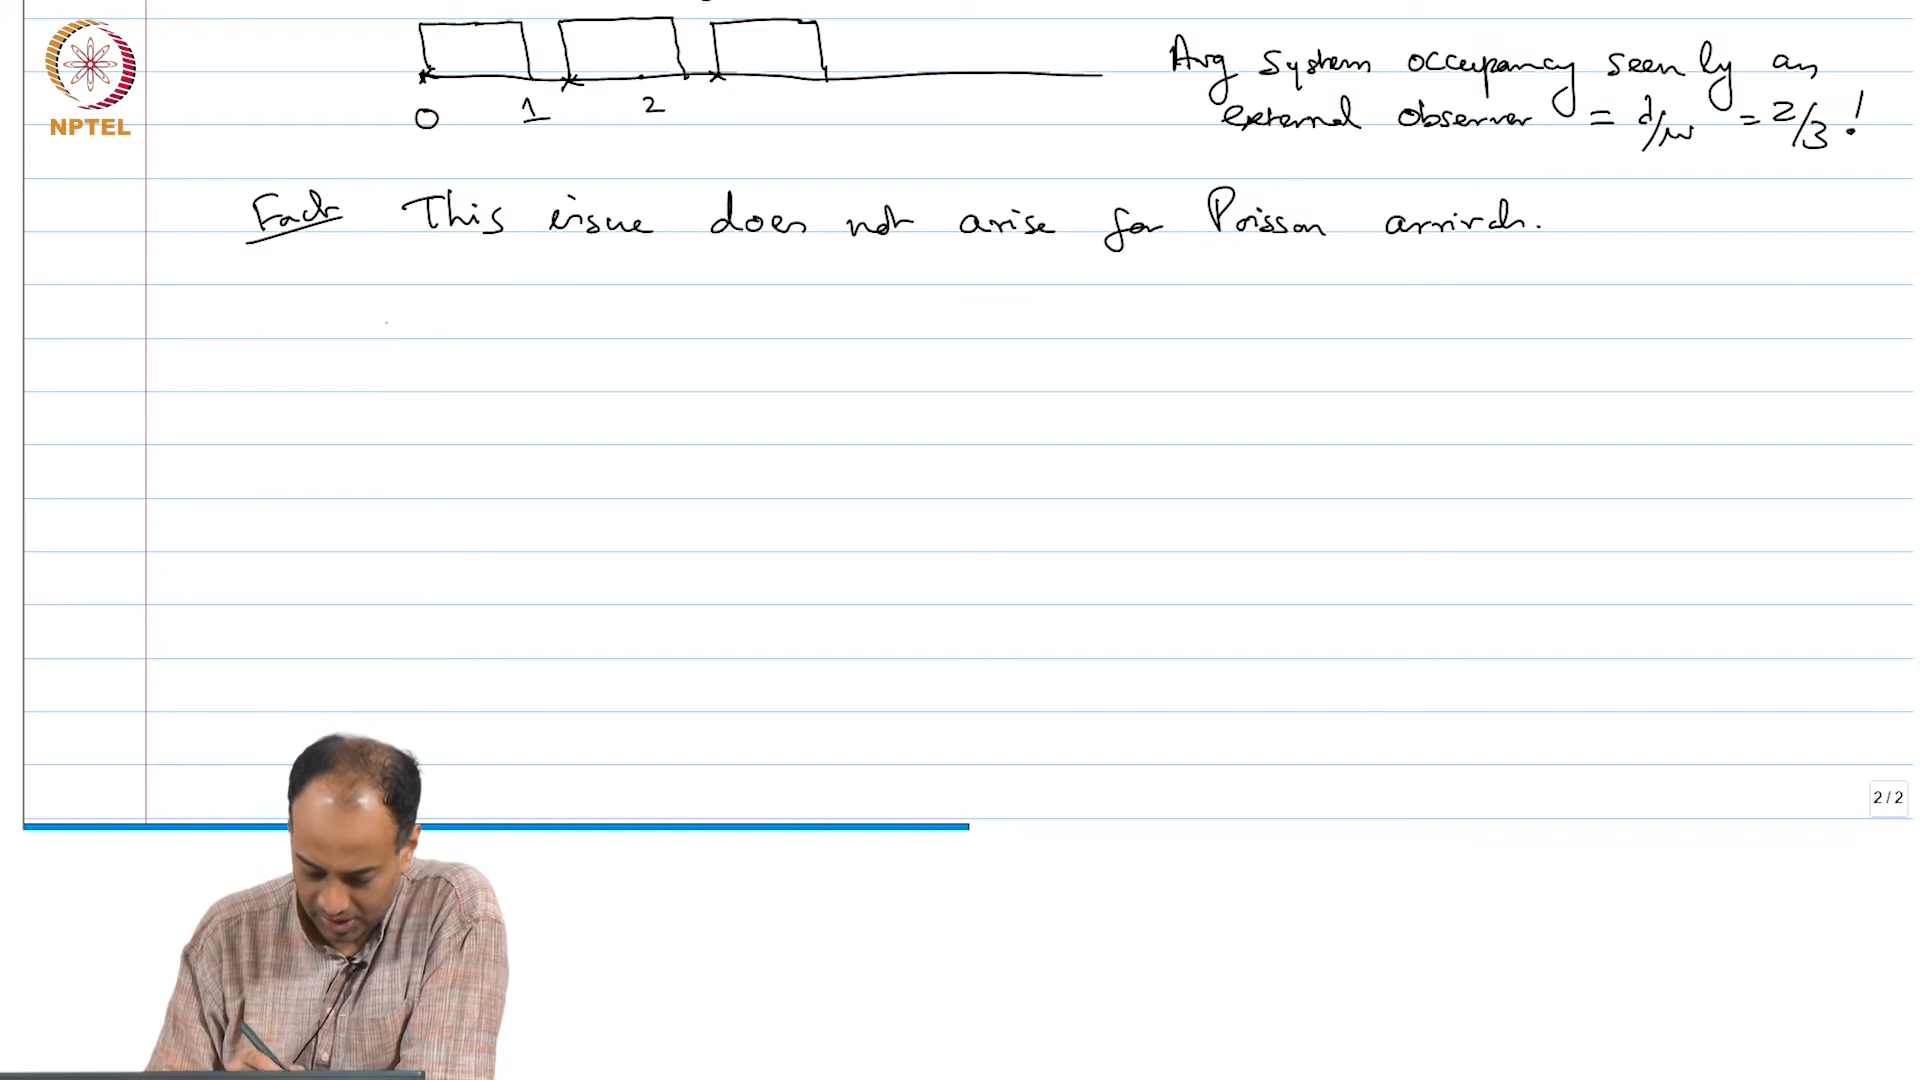 NPTEL
0 1 2
Avg system occupancy seen by an
external observer = λ/μ = 2/3 !
Fact This issue does not arise for Poisson arrivals.
2 / 2